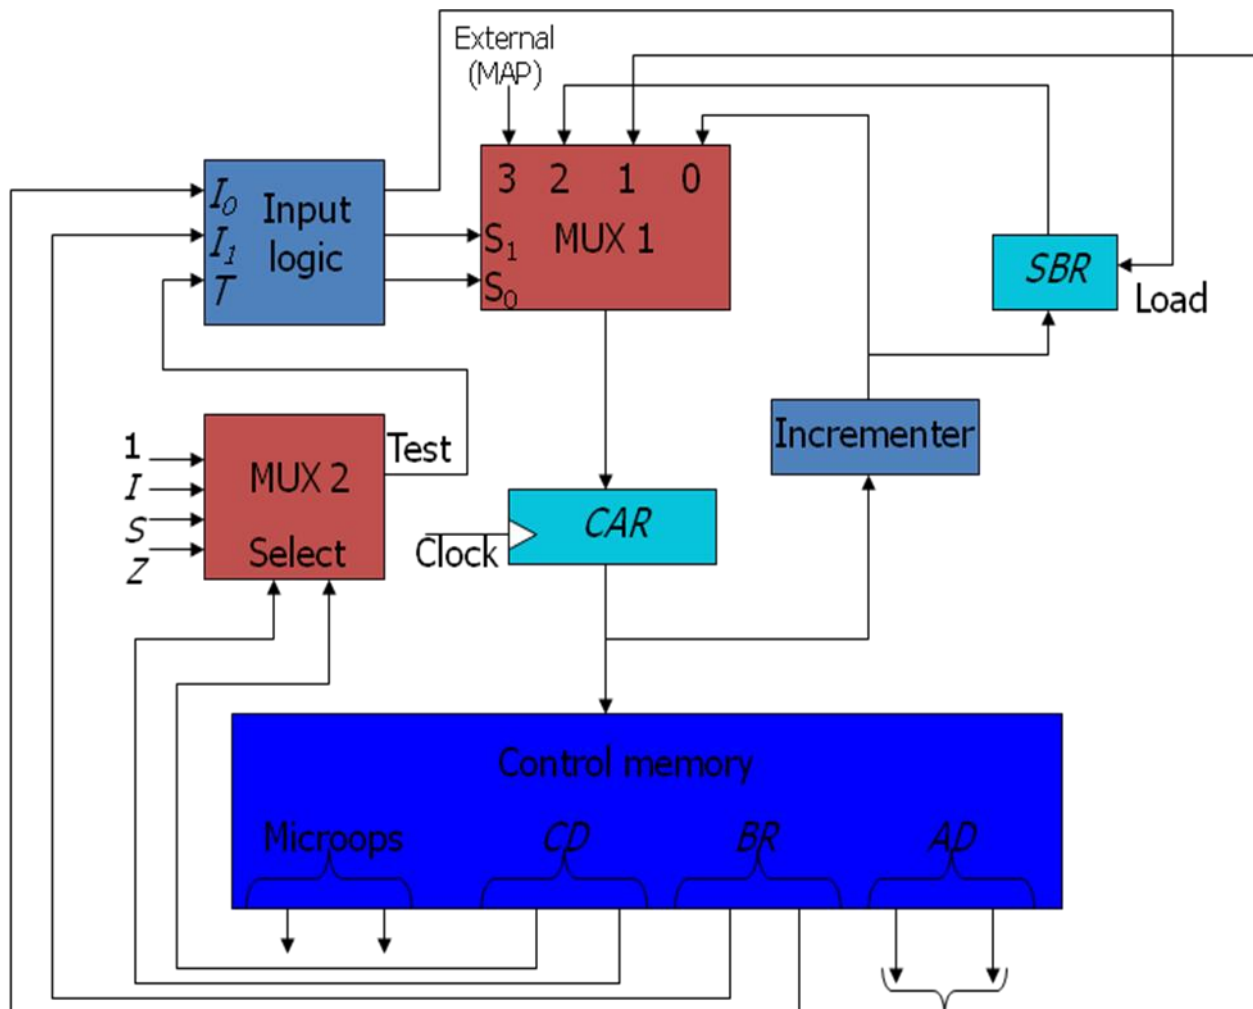 External
(MAP)
3 2 1 0
MUX 1
S₁
S₀
I₀
I₁
T
Input
logic
SBR
Load
Incrementer
1
I
S
Z
MUX 2
Select
Test
CAR
Clock
Control memory
Microops CD BR AD